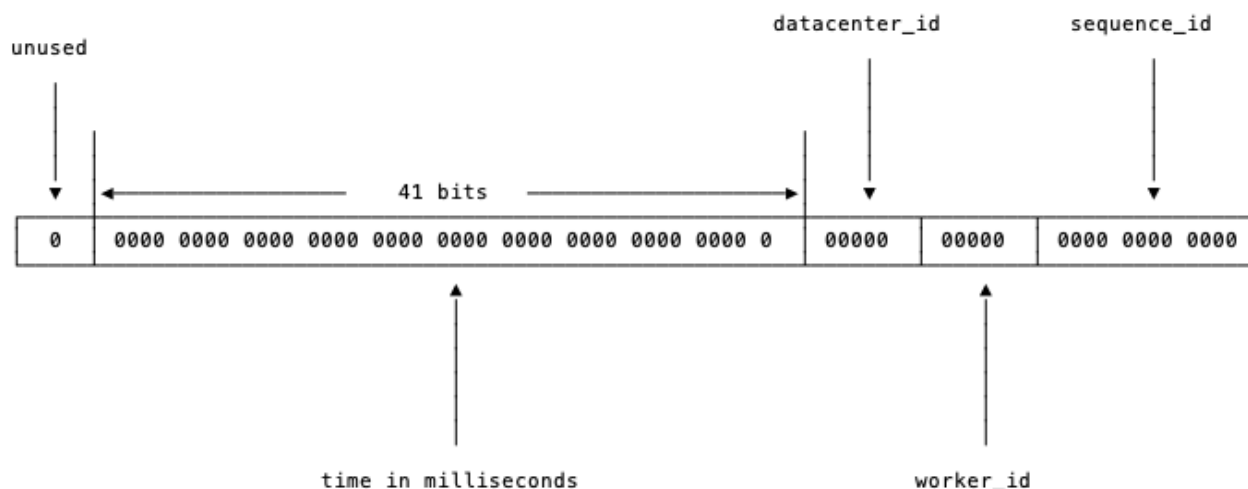 datacenter_id sequence_id
unused
41 bits
0 0000 0000 0000 0000 0000 0000 0000 0000 0000 0000 0 00000 00000 0000 0000 0000
time in milliseconds worker_id